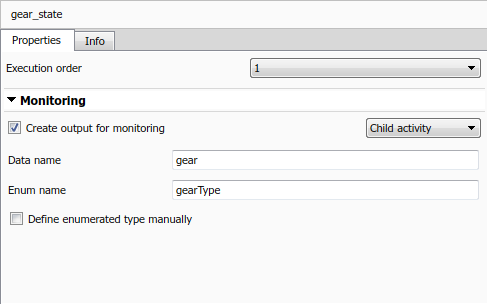 gear_state
Properties Info
Execution order 1
Monitoring
Create output for monitoring Child activity
Data name gear
Enum name gearType
Define enumerated type manually